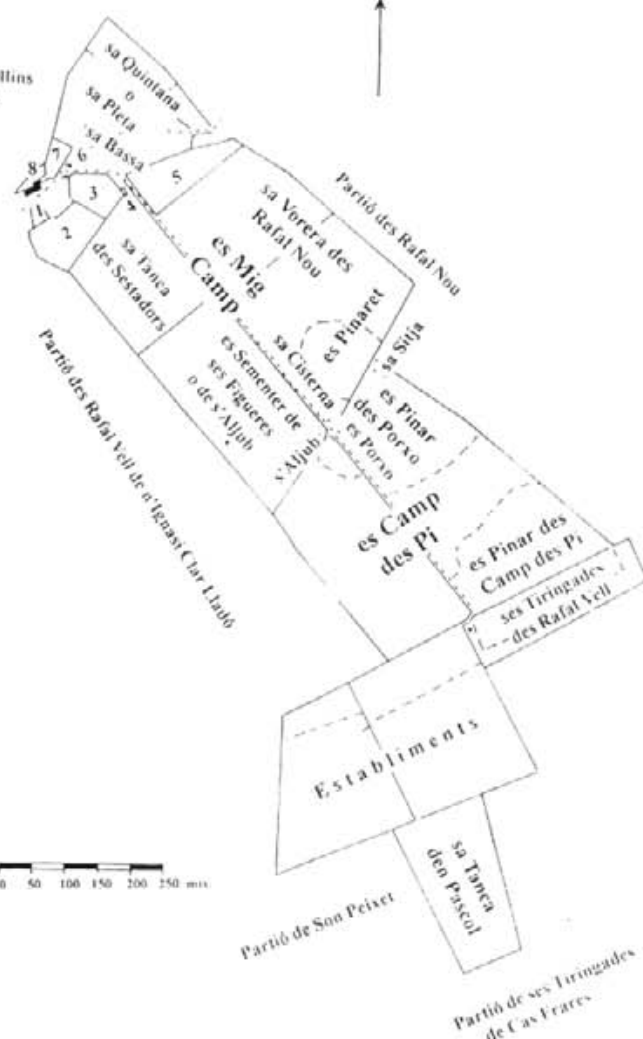 sa Quintana
o
sa Pleta
sa Bassa
7
8
6
5
3
4
1
2
sa Vorera des
Rafal Nou
Partió des Rafal Nou
es Mig
Camp
sa Tanca
des Sestadors
es Pinaret
sa Sitja
sa Cisterna
es Sementer de
ses Figueres
o de s'Aljub
s'Aljub
es Pinar
des Porxo
es Porxo
Partió des Rafal Vell de n'Ignasi Clar Lladó
es Camp
des Pi
es Pinar des
Camp des Pi
ses Tiringades
des Rafal Vell
Establiments
0 50 100 150 200 250 mts.
sa Tanca
den Pascol
Partió de Son Peixet
Partió de ses Tiringades
de Cas Frares